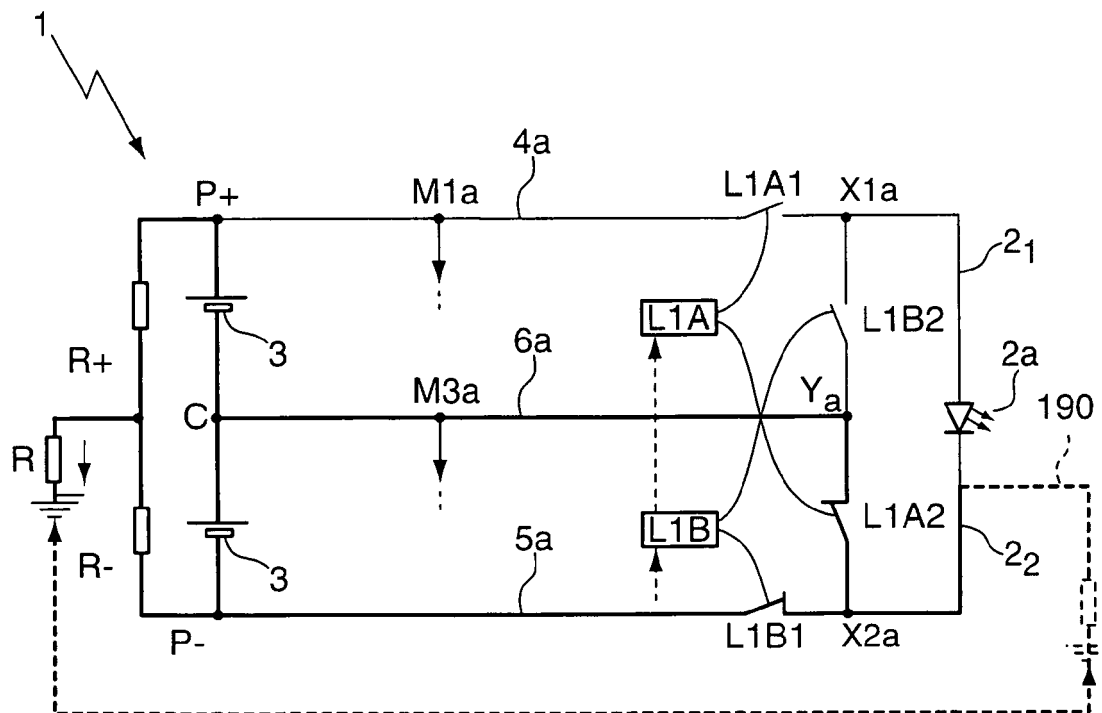 1
4a
P+
M1a
L1A1
X1a
2₁
L1A
L1B2
3
R+
6a
2a
M3a
Yₐ
190
C
R
L1B
L1A2
2₂
R-
3
5a
P-
L1B1
X2a